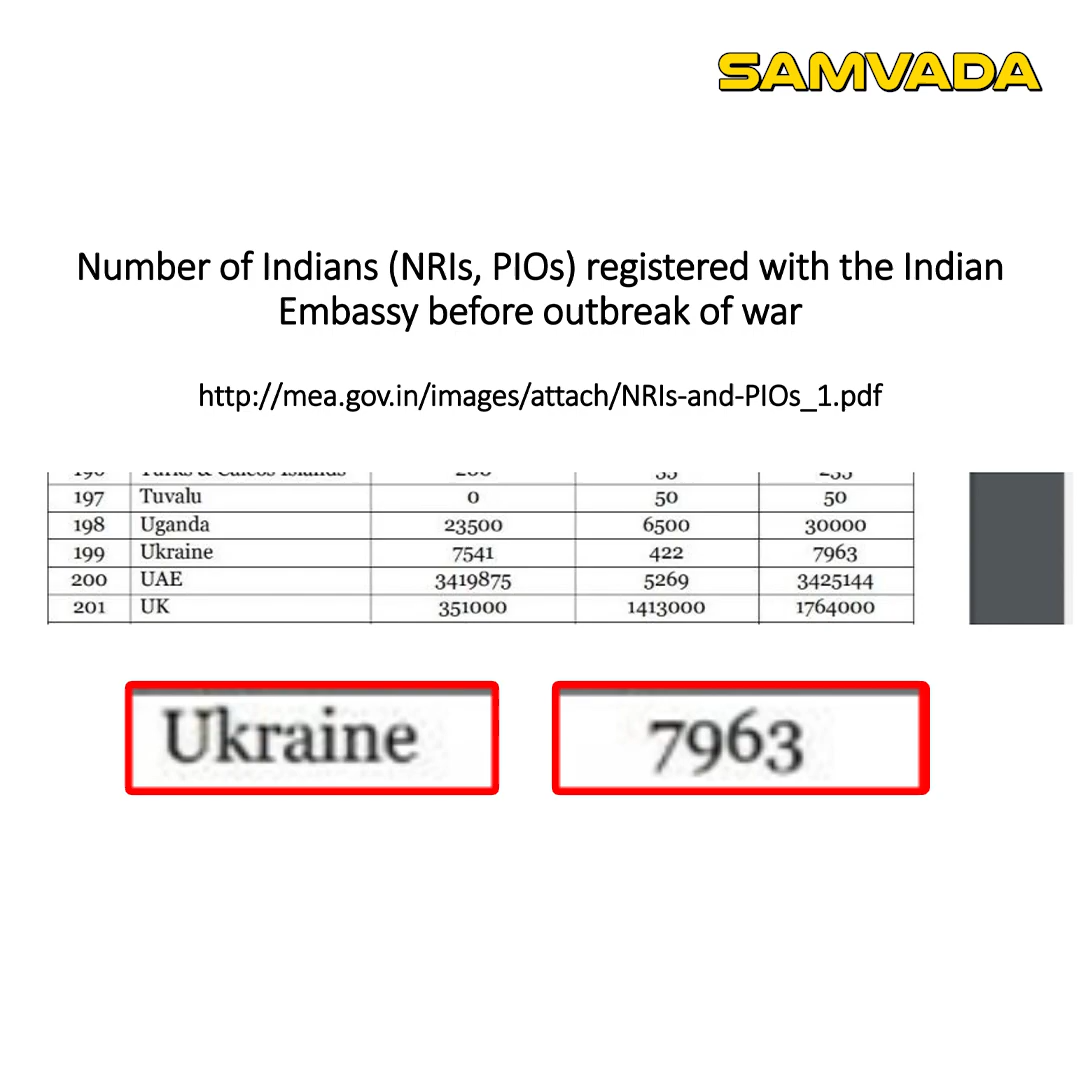 SAMVADA
Number of Indians (NRIs, PIOs) registered with the Indian
Embassy before outbreak of war
http://mea.gov.in/images/attach/NRIs-and-PIOs_1.pdf
197 Tuvalu 0 50 50
198 Uganda 23500 6500 30000
199 Ukraine 7541 422 7963
200 UAE 3419875 5269 3425144
201 UK 351000 1413000 1764000
Ukraine 7963